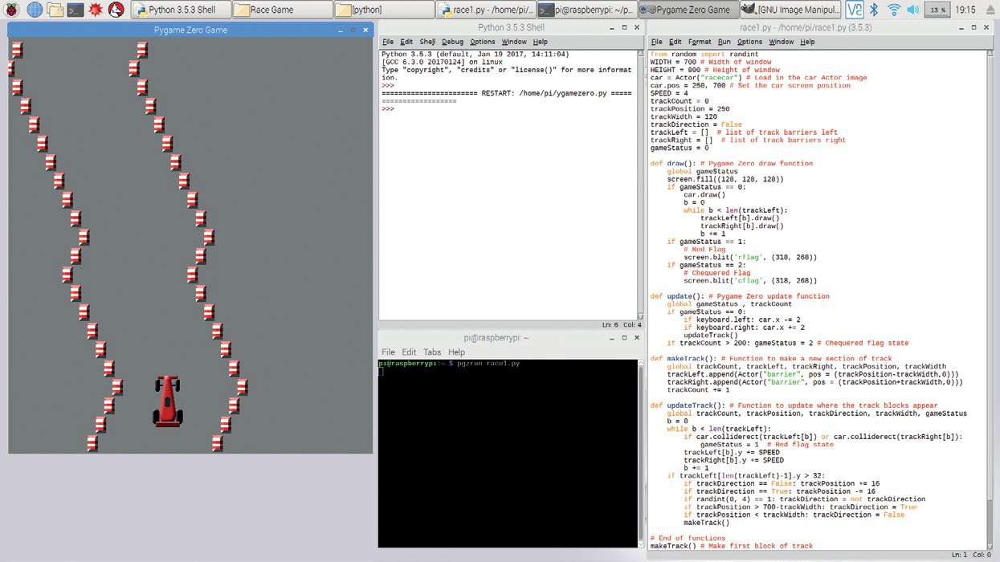 Python 3.5.3 Shell
Race Game
[python]
race1.py - /home/pi/...
pi@raspberrypi: ~/p...
Pygame Zero Game
[GNU Image Manipul...
13 %
19:15
Pygame Zero Game
Python 3.5.3 Shell
File Edit Shell Debug Options Window Help
Python 3.5.3 (default, Jan 19 2017, 14:11:04)
[GCC 6.3.0 20170124] on linux
Type "copyright", "credits" or "license()" for more informat
ion.
>>>
======================= RESTART: /home/pi/ygamezero.py =====
==================
>>>
Ln: 6 Col: 4
pi@raspberrypi: ~
File Edit Tabs Help
pi@raspberrypi:~ $ pgzrun race1.py
race1.py - /home/pi/race1.py (3.5.3)
File Edit Format Run Options Window Help
from random import randint
WIDTH = 700 # Width of window
HEIGHT = 800 # Height of window
car = Actor("racecar") # Load in the car Actor image
car.pos = 250, 700 # Set the car screen position
SPEED = 4
trackCount = 0
trackPosition = 250
trackWidth = 120
trackDirection = False
trackLeft = []  # list of track barriers left
trackRight = []  # list of track barriers right
gameStatus = 0
def draw(): # Pygame Zero draw function
    global gameStatus
    screen.fill((128, 128, 128))
    if gameStatus == 0:
        car.draw()
        b = 0
        while b < len(trackLeft):
            trackLeft[b].draw()
            trackRight[b].draw()
            b += 1
    if gameStatus == 1:
        # Red Flag
        screen.blit('rflag', (318, 268))
    if gameStatus == 2:
        # Chequered Flag
        screen.blit('cflag', (318, 268))
def update(): # Pygame Zero update function
    global gameStatus , trackCount
    if gameStatus == 0:
        if keyboard.left: car.x -= 2
        if keyboard.right: car.x += 2
        updateTrack()
    if trackCount > 200: gameStatus = 2 # Chequered flag state
def makeTrack(): # Function to make a new section of track
    global trackCount, trackLeft, trackRight, trackPosition, trackWidth
    trackLeft.append(Actor("barrier", pos = (trackPosition-trackWidth,0)))
    trackRight.append(Actor("barrier", pos = (trackPosition+trackWidth,0)))
    trackCount += 1
def updateTrack(): # Function to update where the track blocks appear
    global trackCount, trackPosition, trackDirection, trackWidth, gameStatus
    b = 0
    while b < len(trackLeft):
        if car.colliderect(trackLeft[b]) or car.colliderect(trackRight[b]):
            gameStatus = 1  # Red flag state
        trackLeft[b].y += SPEED
        trackRight[b].y += SPEED
        b += 1
    if trackLeft[len(trackLeft)-1].y > 32:
        if trackDirection == False: trackPosition += 16
        if trackDirection == True: trackPosition -= 16
        if randint(0, 4) == 1: trackDirection = not trackDirection
        if trackPosition > 700-trackWidth: trackDirection = True
        if trackPosition < trackWidth: trackDirection = False
        makeTrack()
# End of functions
makeTrack() # Make first block of track
Ln: 1 Col: 0